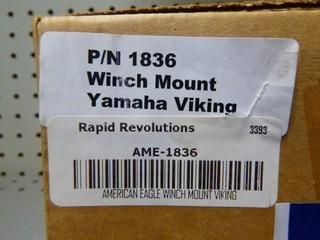 P/N 1836
Winch Mount
Yamaha Viking
Rapid Revolutions 3393
AME-1836
AMERICAN EAGLE WINCH MOUNT VIKING